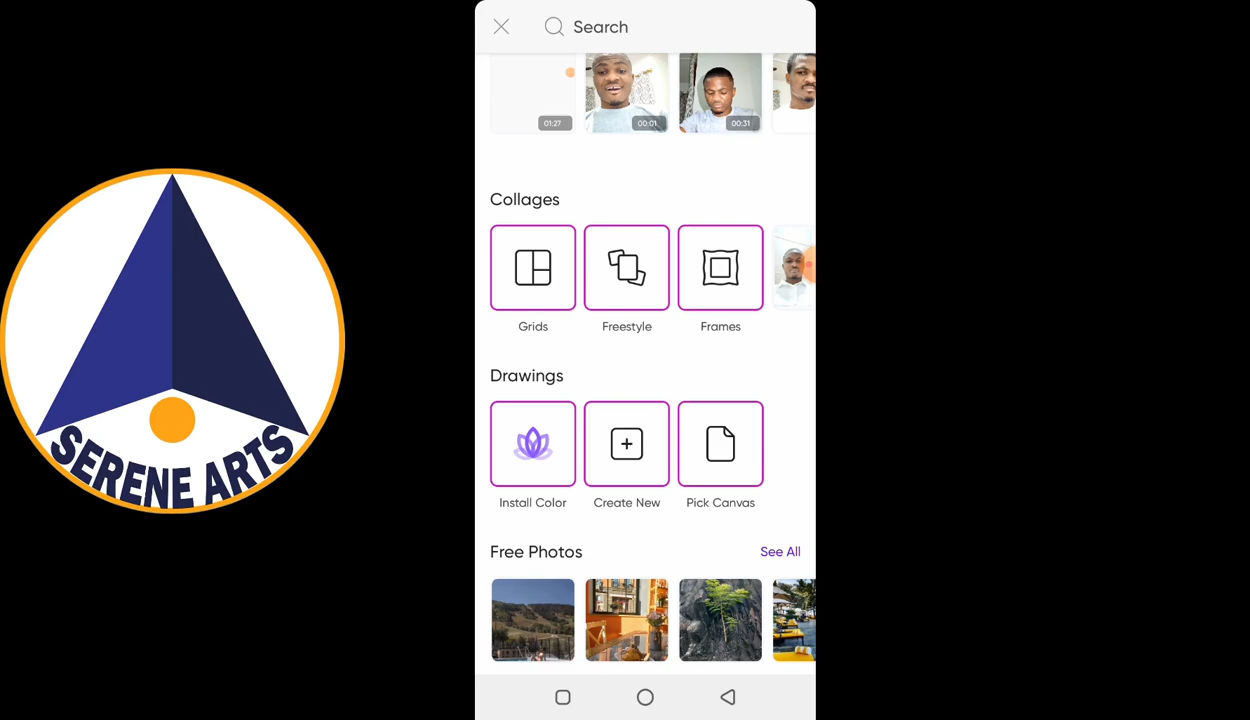 Search
01:27
00:01
00:31
Collages
Grids
Freestyle
Frames
Drawings
Install Color
Create New
Pick Canvas
Free Photos
See All
SERENE ARTS